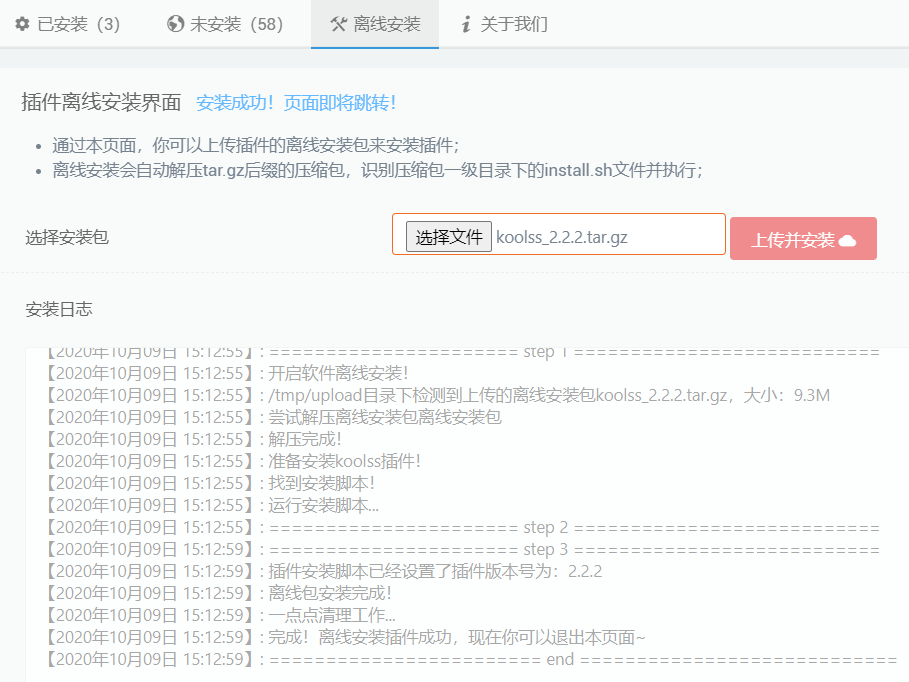 已安装 (3) 未安装 (58) 离线安装 关于我们
插件离线安装界面 安装成功！页面即将跳转！
• 通过本页面，你可以上传插件的离线安装包来安装插件；
• 离线安装会自动解压tar.gz后缀的压缩包，识别压缩包一级目录下的install.sh文件并执行；
选择安装包 选择文件 koolss_2.2.2.tar.gz 上传并安装
安装日志
【2020年10月09日 15:12:55】: ====================== step 1 ===========================
【2020年10月09日 15:12:55】: 开启软件离线安装！
【2020年10月09日 15:12:55】: /tmp/upload目录下检测到上传的离线安装包koolss_2.2.2.tar.gz，大小：9.3M
【2020年10月09日 15:12:55】: 尝试解压离线安装包离线安装包
【2020年10月09日 15:12:55】: 解压完成！
【2020年10月09日 15:12:55】: 准备安装koolss插件！
【2020年10月09日 15:12:55】: 找到安装脚本！
【2020年10月09日 15:12:55】: 运行安装脚本...
【2020年10月09日 15:12:55】: ====================== step 2 ===========================
【2020年10月09日 15:12:59】: ====================== step 3 ===========================
【2020年10月09日 15:12:59】: 插件安装脚本已经设置了插件版本号为：2.2.2
【2020年10月09日 15:12:59】: 离线包安装完成！
【2020年10月09日 15:12:59】: 一点点清理工作...
【2020年10月09日 15:12:59】: 完成！离线安装插件成功，现在你可以退出本页面~
【2020年10月09日 15:12:59】: ======================== end ============================